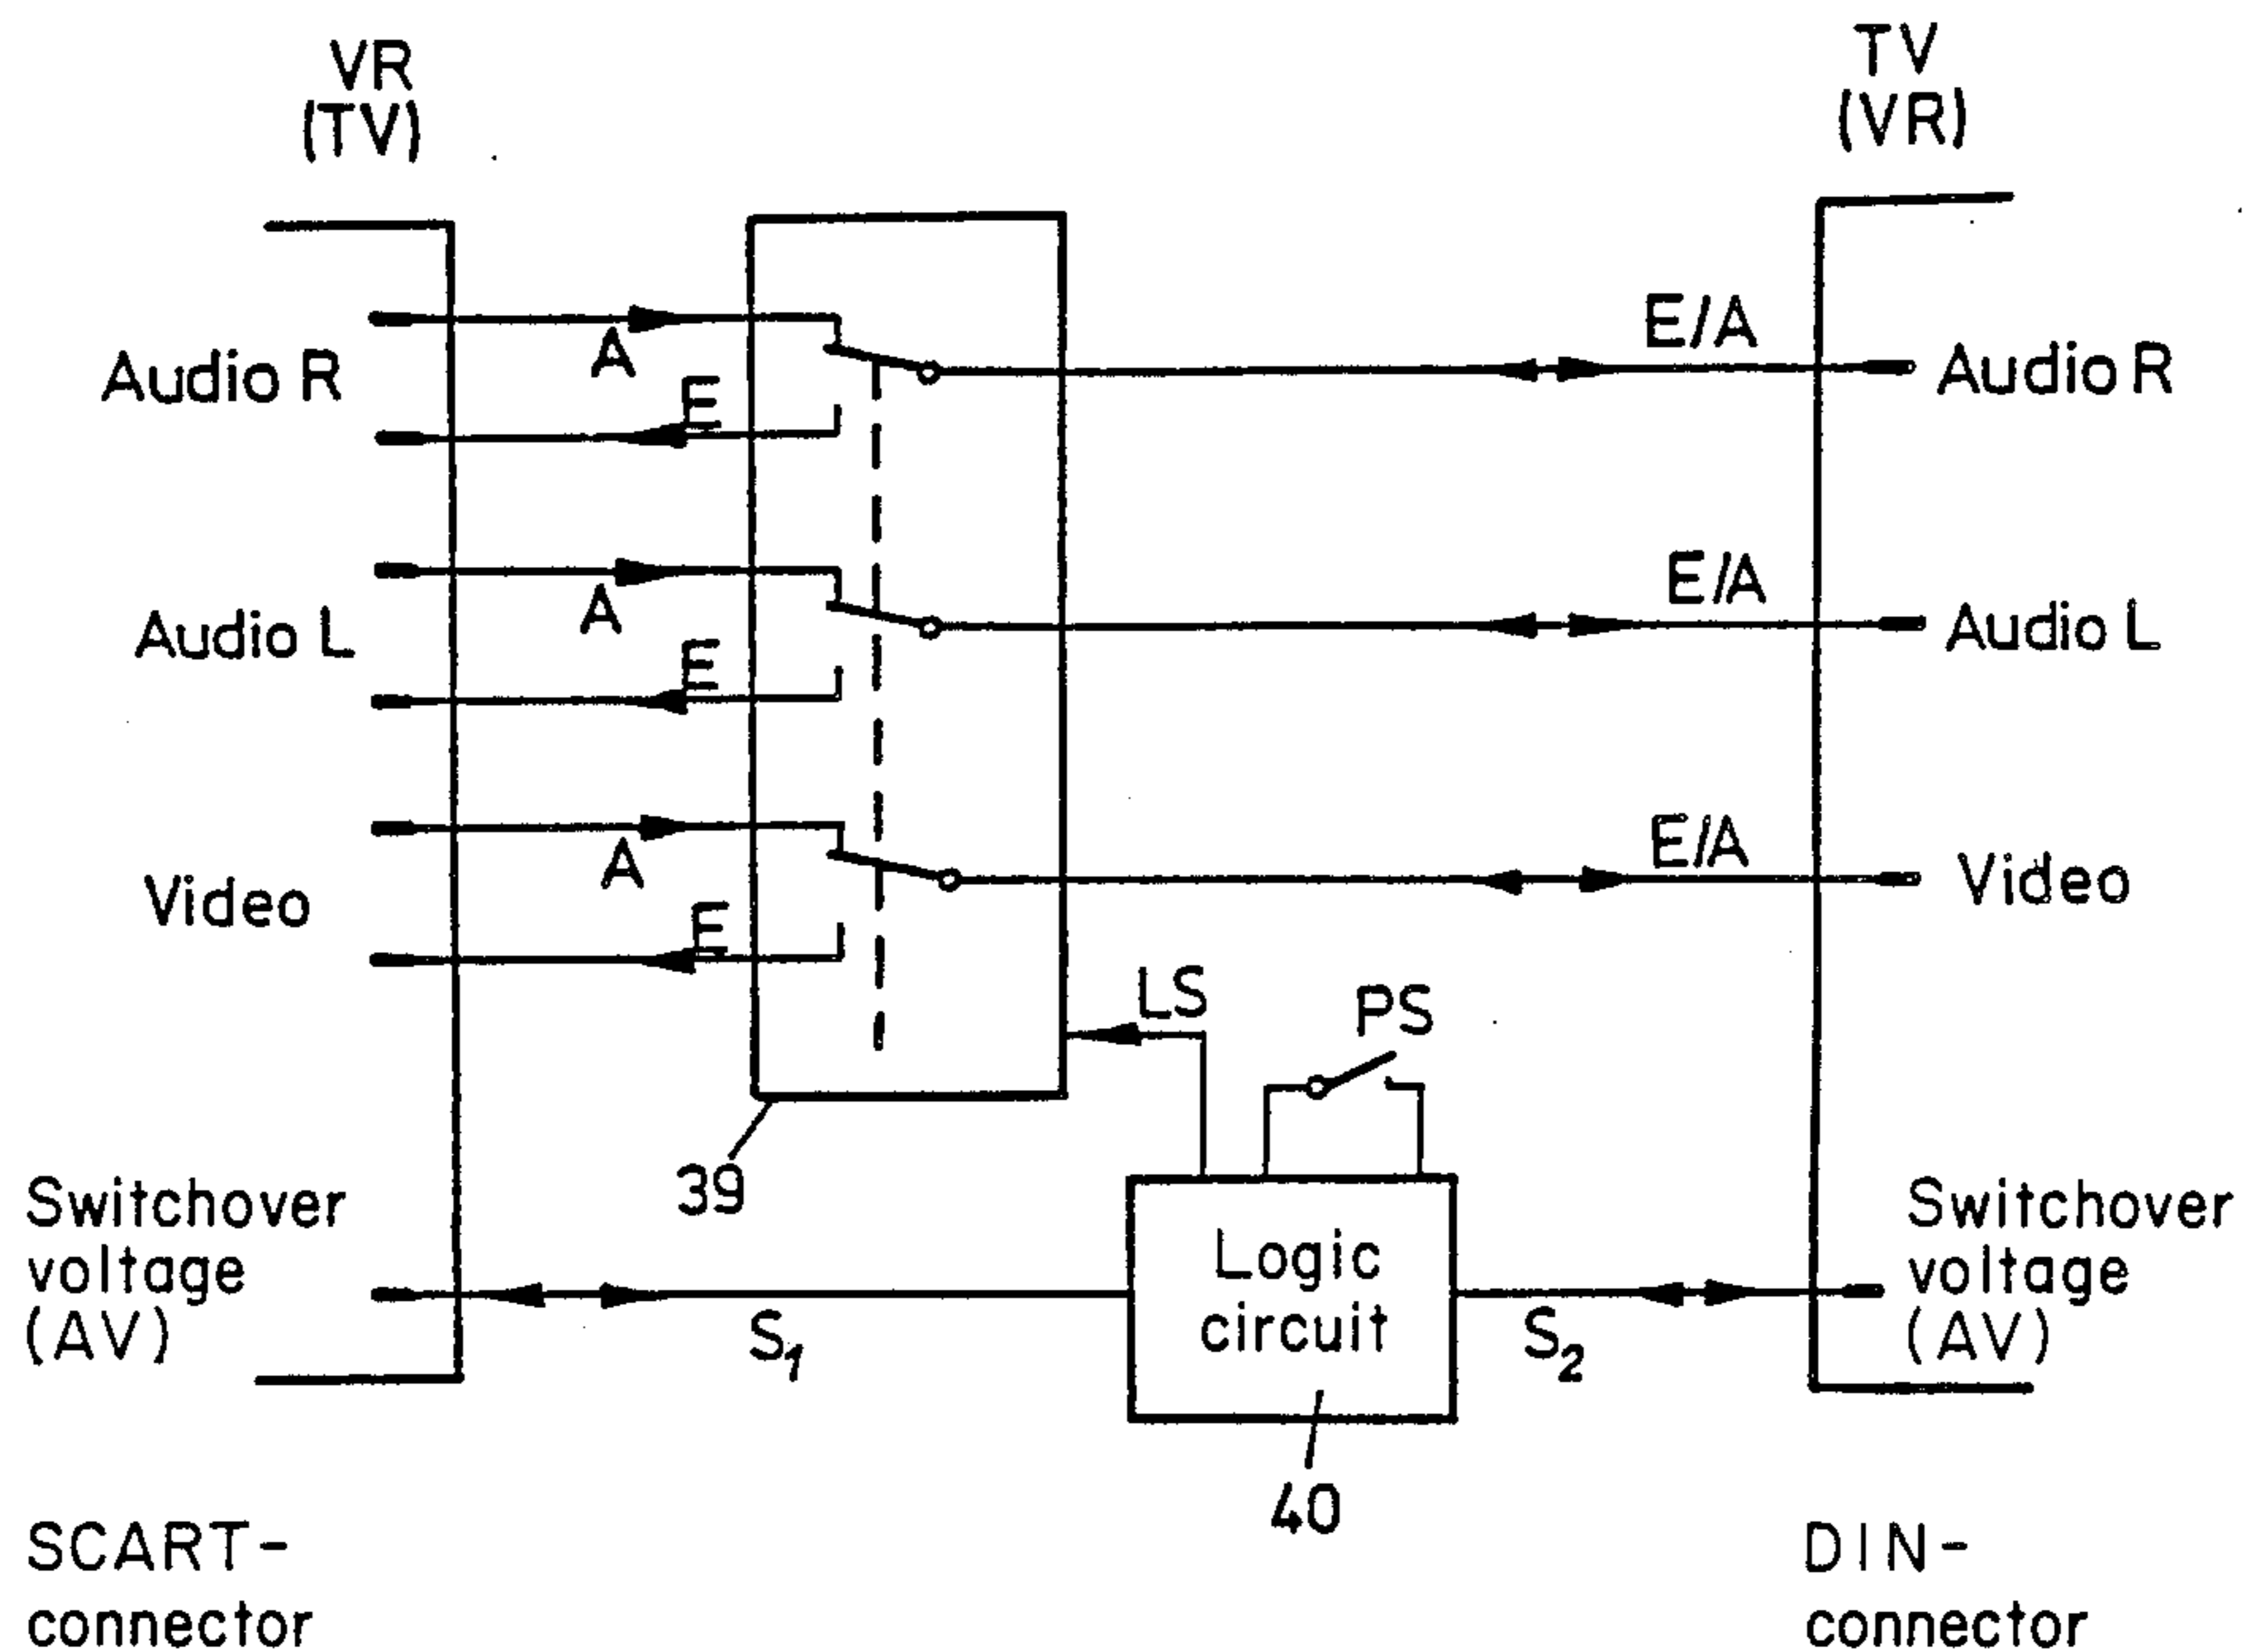 VR
(TV)
TV
(VR)
A
E
E/A
Audio R
Audio R
A
E
E/A
Audio L
Audio L
A
E
E/A
Video
Video
LS
PS
39
Switchover
voltage
(AV)
S1
Logic
circuit
S2
Switchover
voltage
(AV)
40
SCART-
connector
DIN-
connector